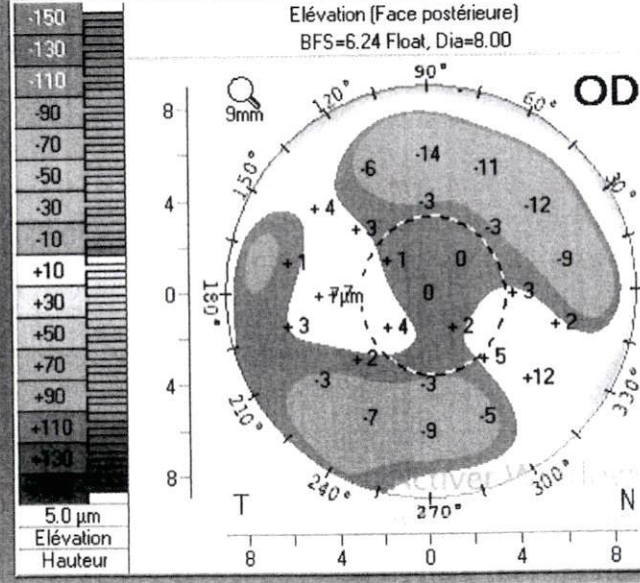 Elévation (Face postérieure)
BFS=6.24 Float, Dia=8.00
OD
9mm
-150
-130
-110
-90
-70
-50
-30
-10
+10
+30
+50
+70
+90
+110
+130
5.0 µm
Elévation
Hauteur
90°
120°
60°
150°
180°
210°
240°
270°
300°
330°
8
4
0
4
8
-6 -14 -11
+4 -3 -12
+3 -3
+1 +1 0 -9
0 +3
+3 +4 +2 +2
+2 +5
-3 -3 +12
-7 -9 -5
T N
8 4 0 4 8